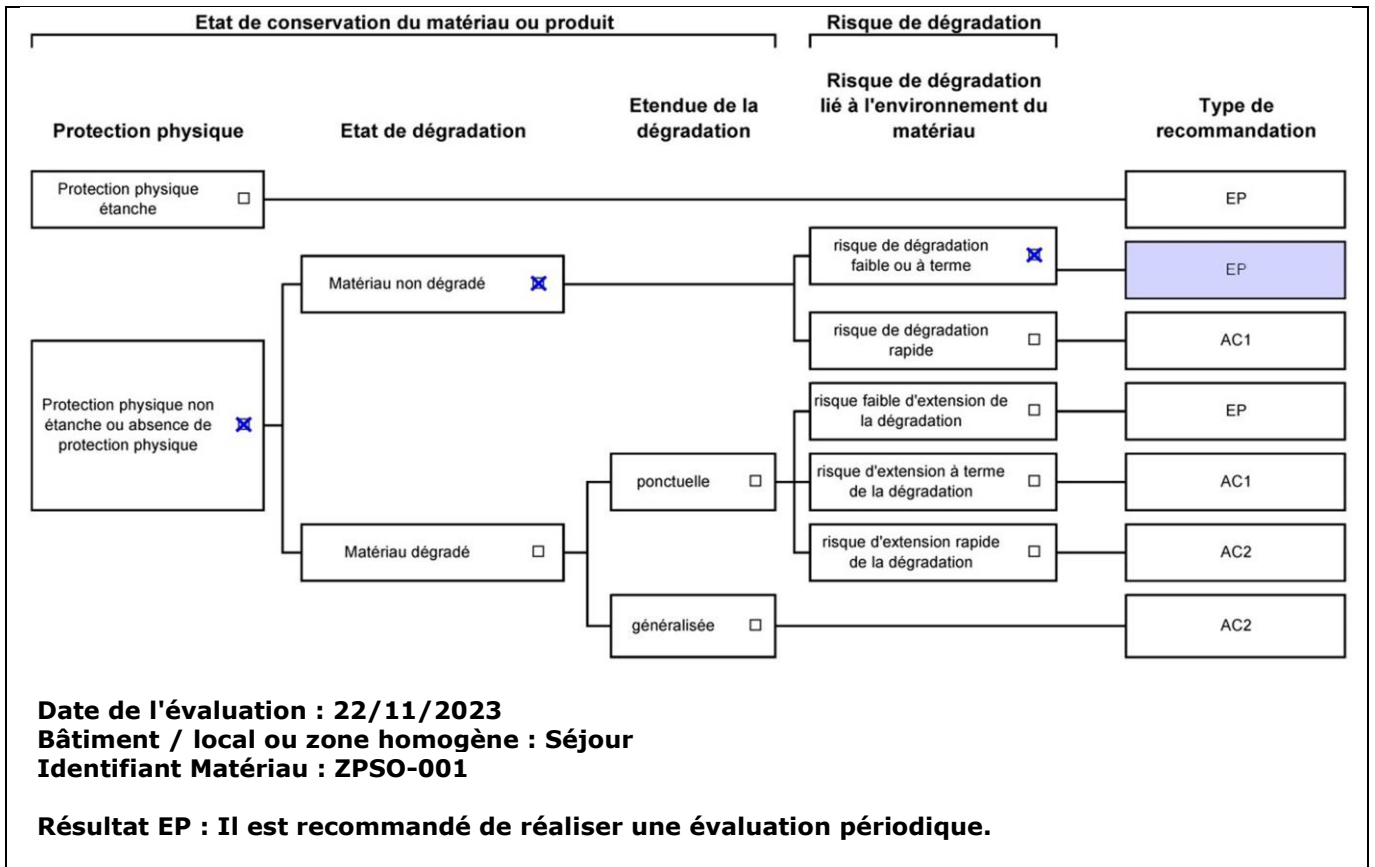 Etat de conservation du matériau ou produit
Risque de dégradation
Protection physique
Etat de dégradation
Etendue de la
dégradation
Risque de dégradation
lié à l'environnement du
matériau
Type de
recommandation
Protection physique
étanche
EP
risque de dégradation
faible ou à terme
EP
Matériau non dégradé
risque de dégradation
rapide
AC1
Protection physique non
étanche ou absence de
protection physique
risque faible d'extension de
la dégradation
EP
ponctuelle
risque d'extension à terme
de la dégradation
AC1
Matériau dégradé
risque d'extension rapide
de la dégradation
AC2
généralisée
AC2
Date de l'évaluation : 22/11/2023
Bâtiment / local ou zone homogène : Séjour
Identifiant Matériau : ZPSO-001
Résultat EP : Il est recommandé de réaliser une évaluation périodique.